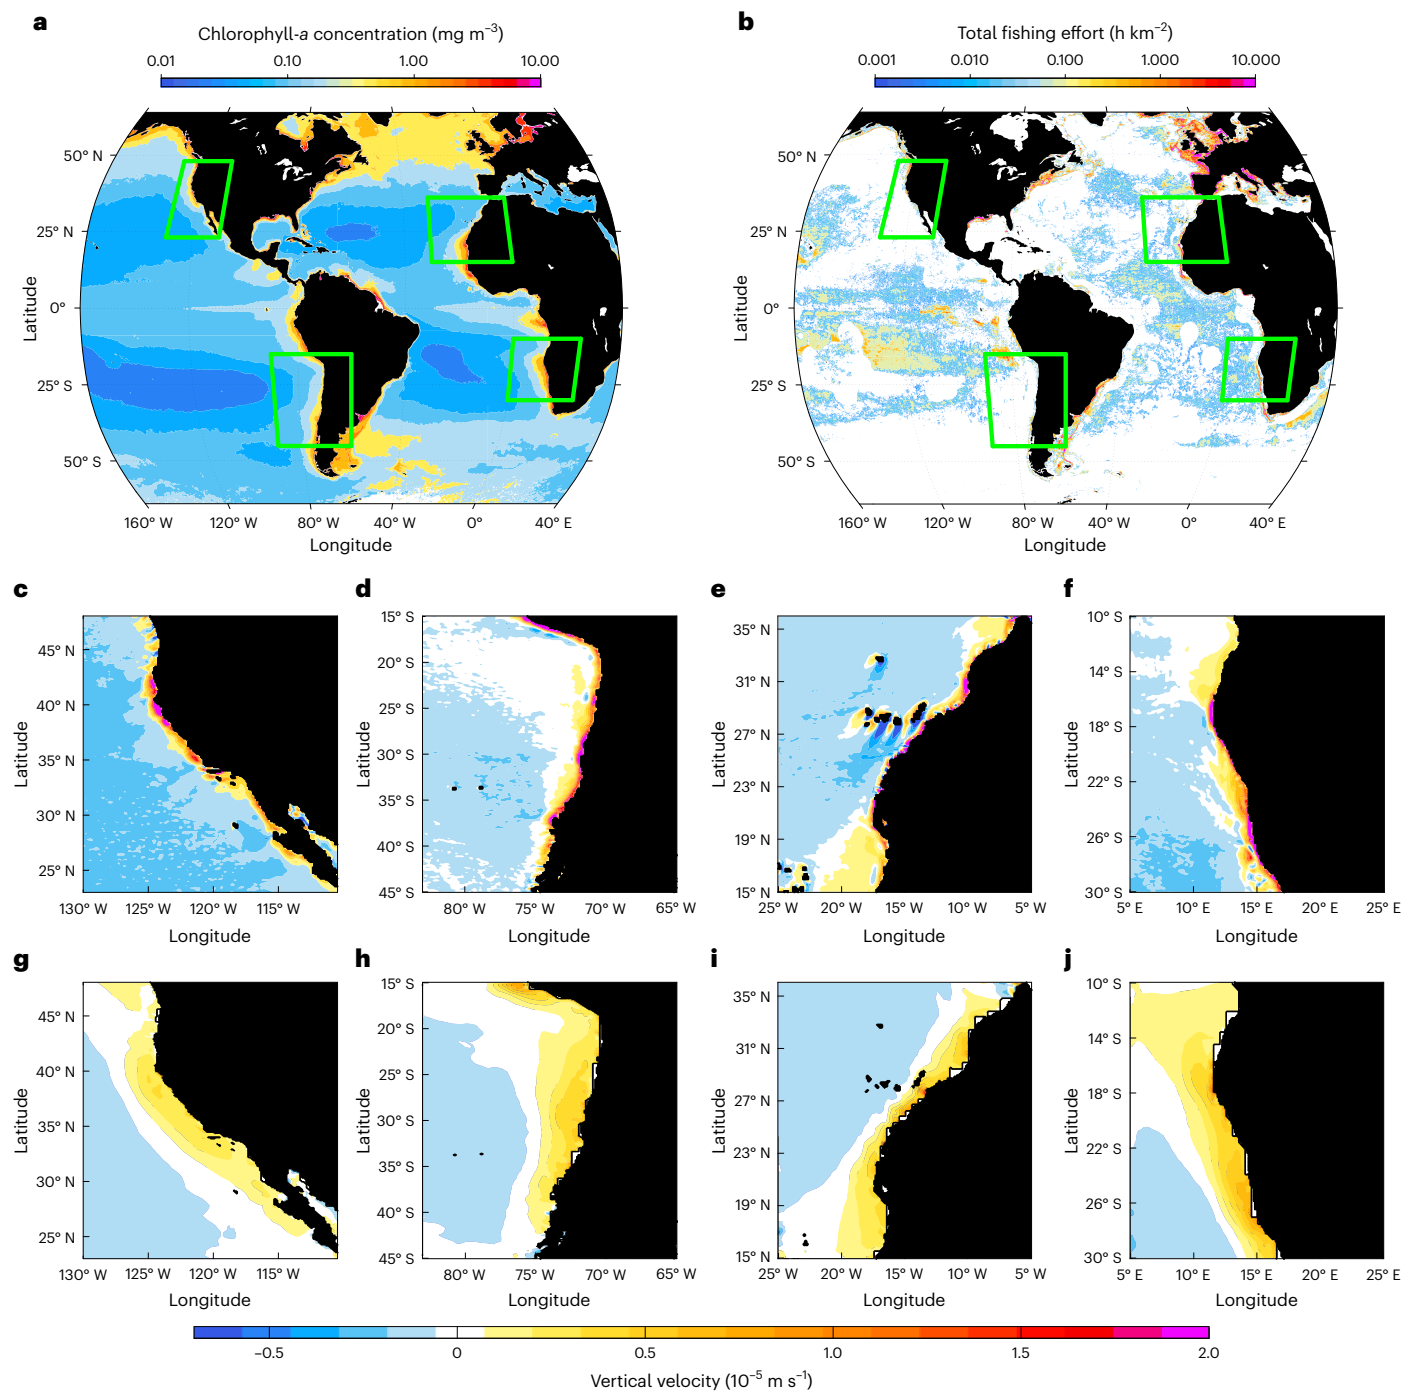 a
Chlorophyll-a concentration (mg m⁻³)
0.01 0.10 1.00 10.00
50° N
25° N
0°
25° S
50° S
Latitude
160° W 120° W 80° W 40° W 0° 40° E
Longitude
b
Total fishing effort (h km⁻²)
0.001 0.010 0.100 1.000 10.000
50° N
25° N
0°
25° S
50° S
Latitude
160° W 120° W 80° W 40° W 0° 40° E
Longitude
c
45° N
40° N
35° N
30° N
25° N
Latitude
130° W 125° W 120° W 115° W
Longitude
d
15° S
20° S
25° S
30° S
35° S
40° S
45° S
Latitude
80° W 75° W 70° W 65° W
Longitude
e
35° N
31° N
27° N
23° N
19° N
15° N
Latitude
25° W 20° W 15° W 10° W 5° W
Longitude
f
10° S
14° S
18° S
22° S
26° S
30° S
Latitude
5° E 10° E 15° E 20° E 25° E
Longitude
g
45° N
40° N
35° N
30° N
25° N
Latitude
130° W 125° W 120° W 115° W
Longitude
h
15° S
20° S
25° S
30° S
35° S
40° S
45° S
Latitude
80° W 75° W 70° W 65° W
Longitude
i
35° N
31° N
27° N
23° N
19° N
15° N
Latitude
25° W 20° W 15° W 10° W 5° W
Longitude
j
10° S
14° S
18° S
22° S
26° S
30° S
Latitude
5° E 10° E 15° E 20° E 25° E
Longitude
−0.5 0 0.5 1.0 1.5 2.0
Vertical velocity (10⁻⁵ m s⁻¹)